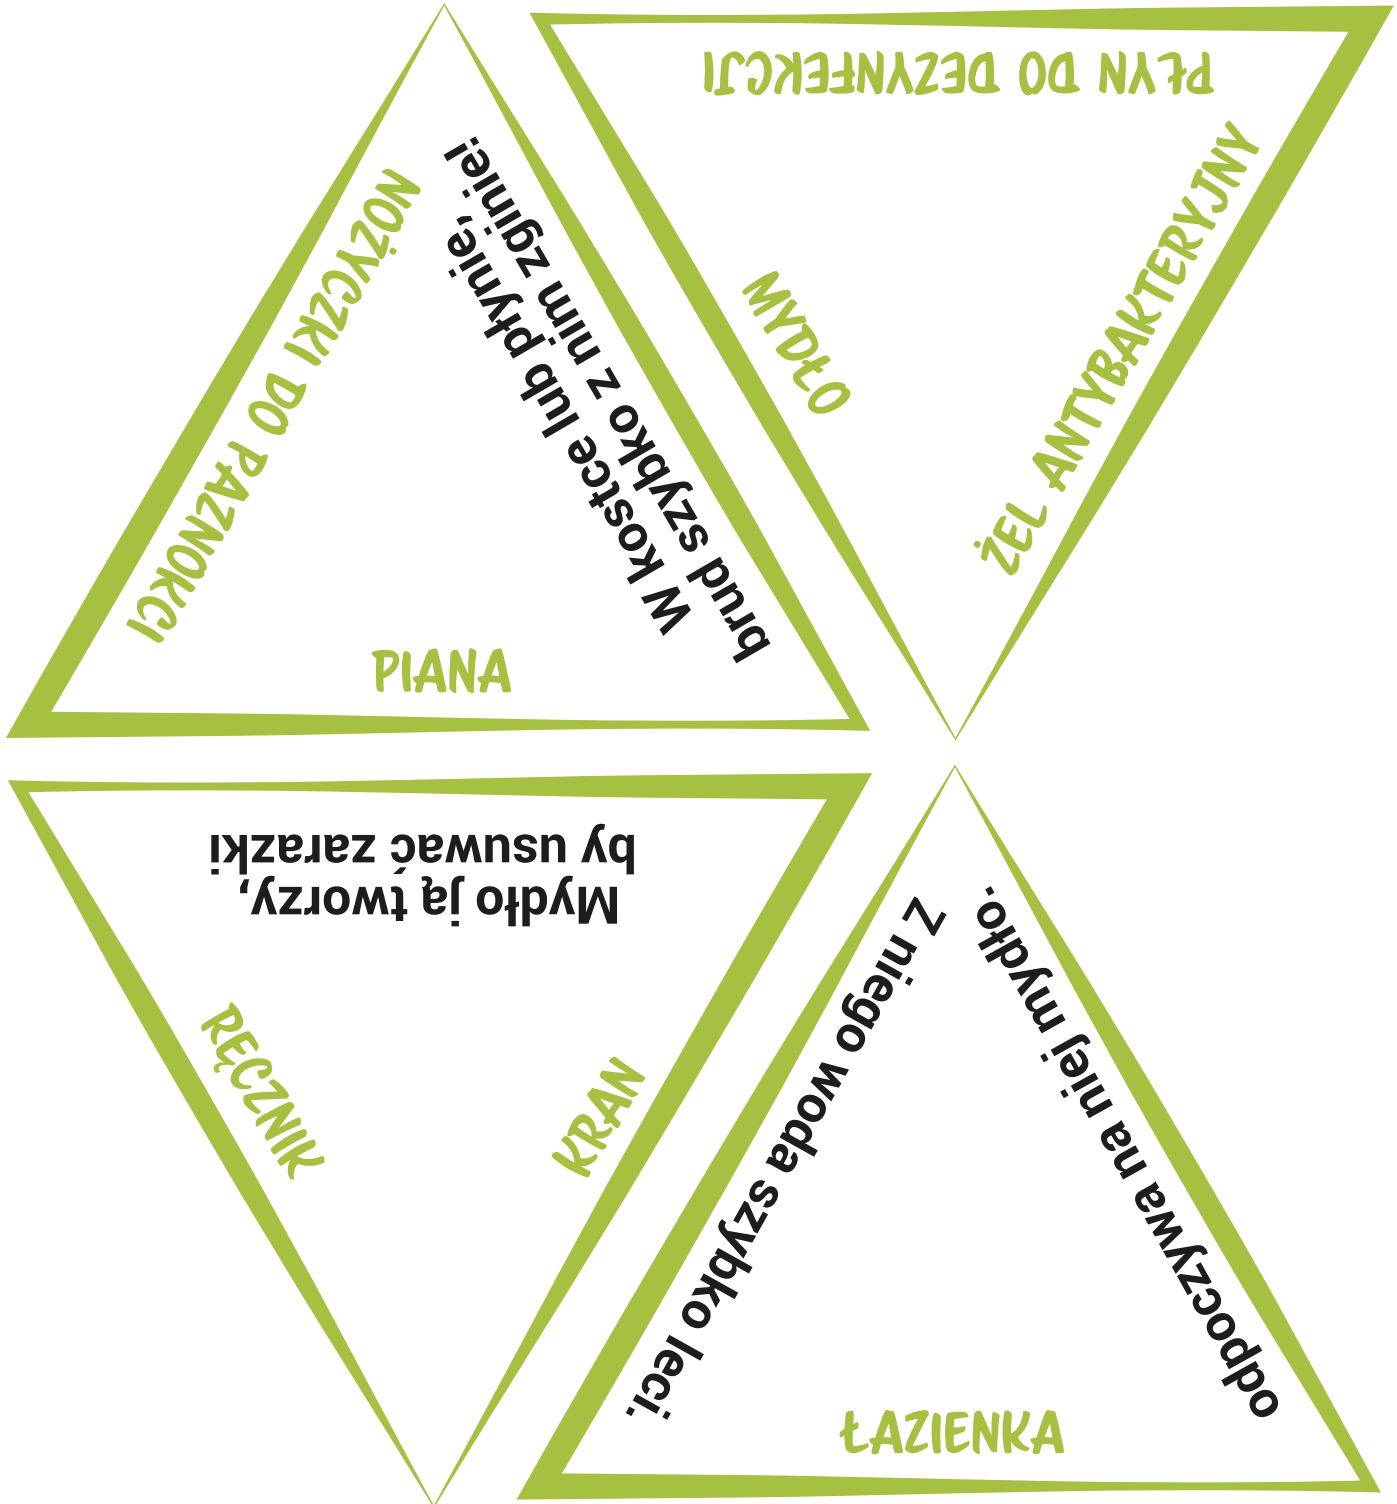 NOŻYCZKI DO PAZNOKCI
W kostce lub płynie,
brud szybko z nim zginie!
PIANA
PŁYN DO DEZYNFEKCJI
MYDŁO
ŻEL ANTYBAKTERYJNY
Mydło ją tworzy,
by usuwać zarazki
RĘCZNIK
KRAN
Z niego woda szybko leci.
odpoczywa na niej mydło.
ŁAZIENKA